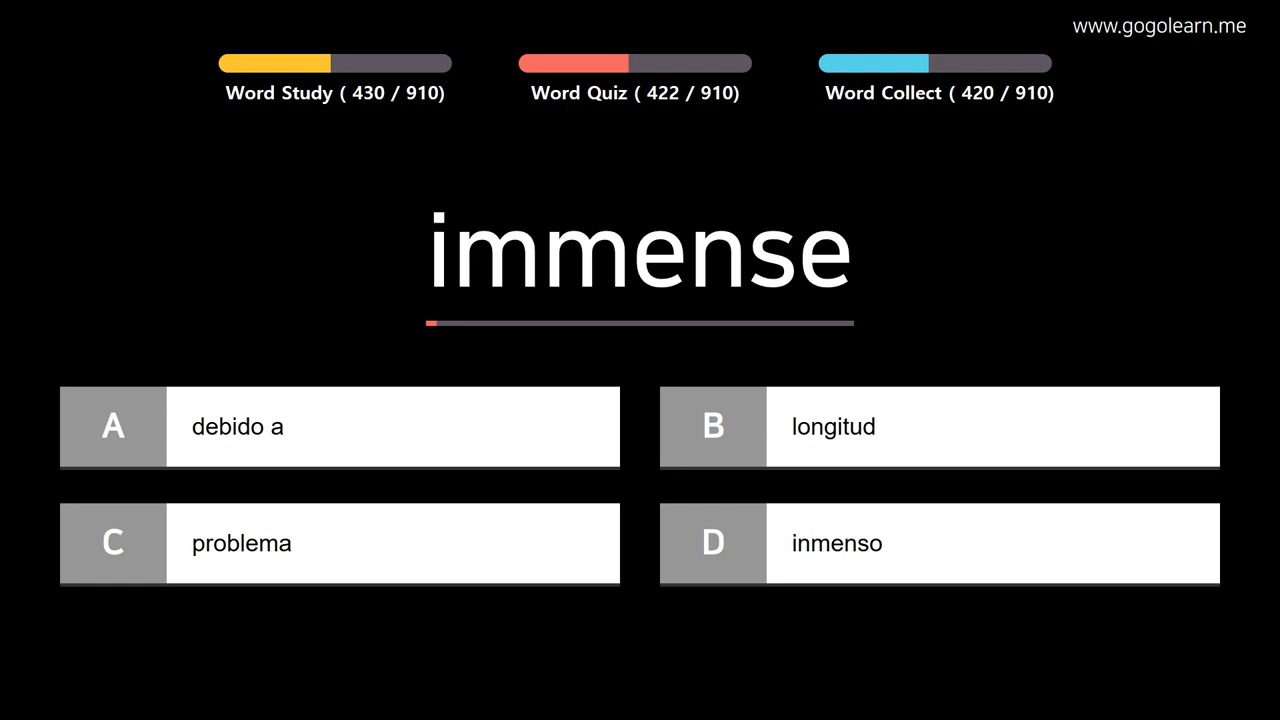 www.gogolearn.me
Word Study ( 430 / 910)
Word Quiz ( 422 / 910)
Word Collect ( 420 / 910)
immense
A debido a
B longitud
C problema
D inmenso